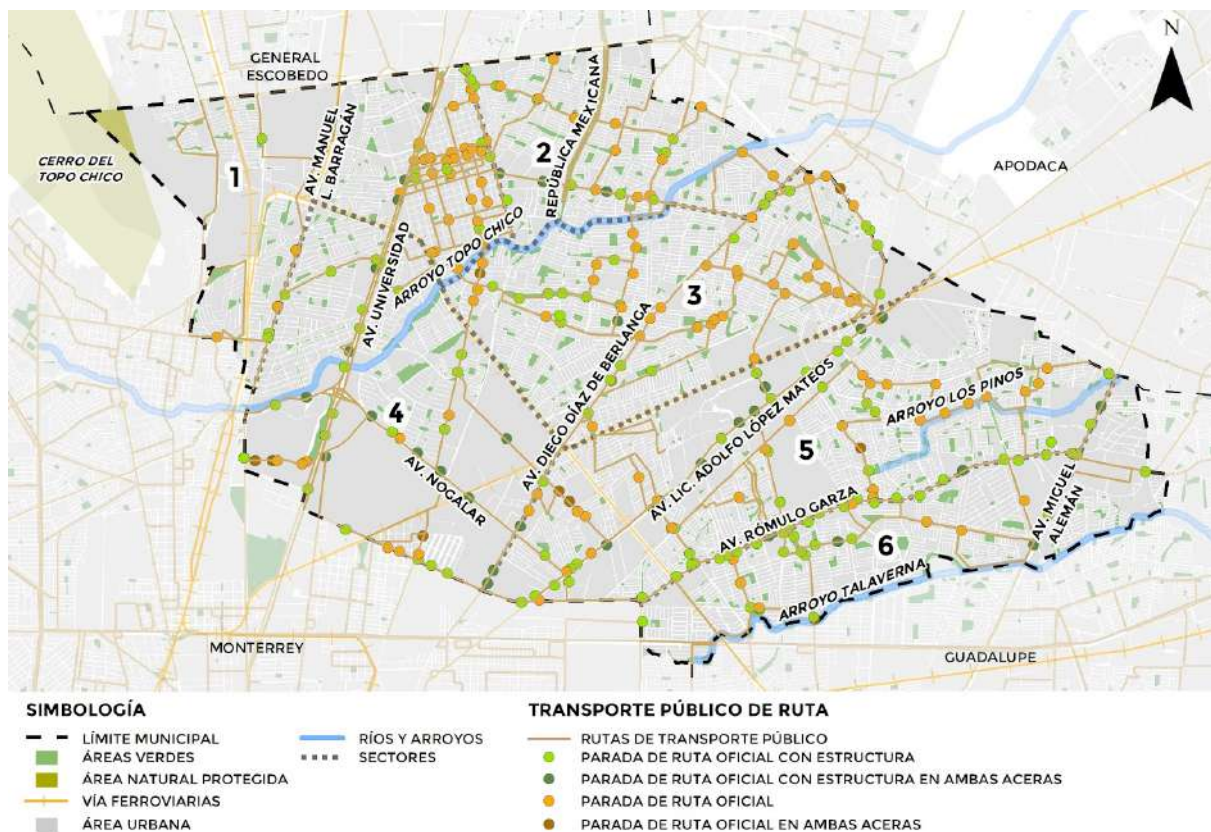 N
GENERAL
ESCOBEDO
CERRO DEL
TOPO CHICO
1
AV. MANUEL
L. BARRAGÁN
2
REPÚBLICA MEXICANA
APODACA
AV. UNIVERSIDAD
ARROYO TOPO CHICO
3
AV. DIEGO DÍAZ DE BERLANGA
4
AV. NOGALAR
AV. LIC. ADOLFO LÓPEZ MATEOS
ARROYO LOS PINOS
5
AV. RÓMULO GARZA
AV. MIGUEL
ALEMÁN
6
ARROYO TALAVERNA
MONTERREY
GUADALUPE
SIMBOLOGÍA
LÍMITE MUNICIPAL
ÁREAS VERDES
ÁREA NATURAL PROTEGIDA
VÍA FERROVIARIAS
ÁREA URBANA
RÍOS Y ARROYOS
SECTORES
TRANSPORTE PÚBLICO DE RUTA
RUTAS DE TRANSPORTE PÚBLICO
PARADA DE RUTA OFICIAL CON ESTRUCTURA
PARADA DE RUTA OFICIAL CON ESTRUCTURA EN AMBAS ACERAS
PARADA DE RUTA OFICIAL
PARADA DE RUTA OFICIAL EN AMBAS ACERAS